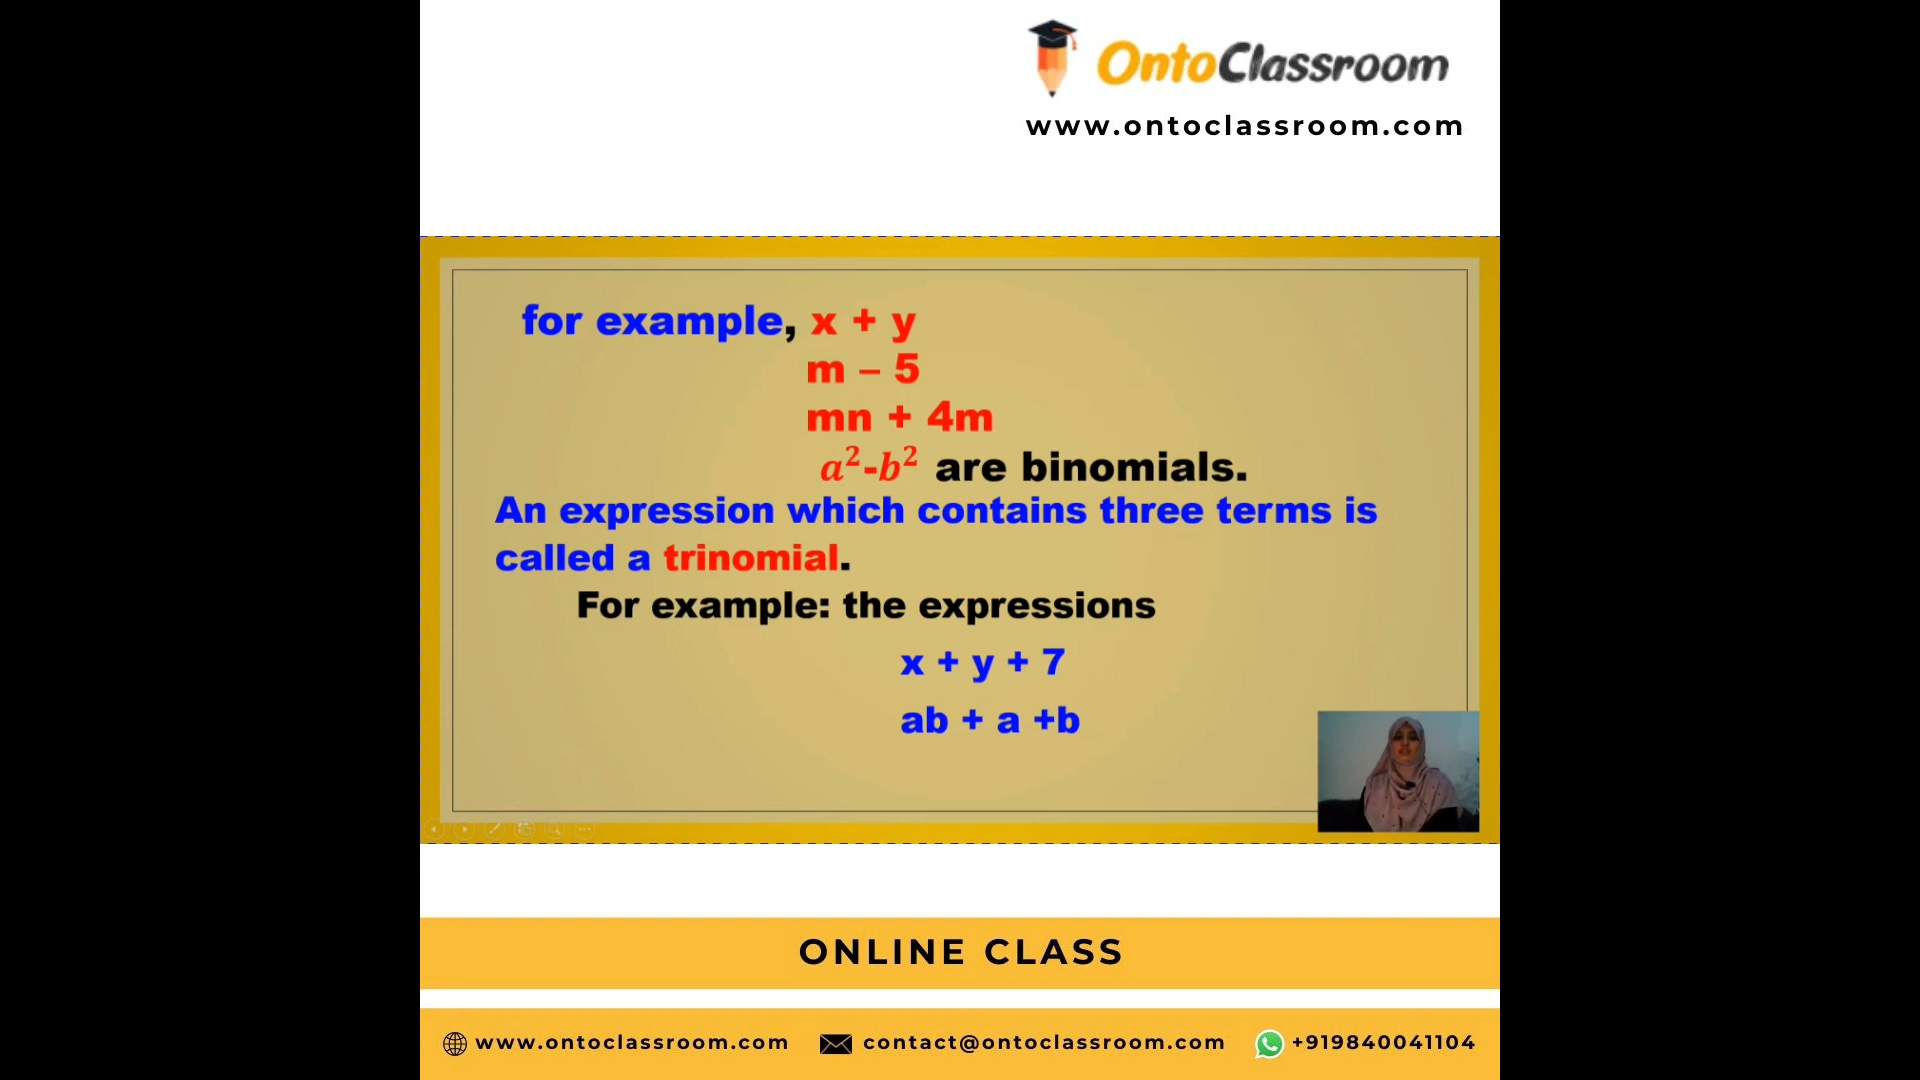 OntoClassroom
www.ontoclassroom.com
for example, x + y
m – 5
mn + 4m
a²-b² are binomials.
An expression which contains three terms is
called a trinomial.
For example: the expressions
x + y + 7
ab + a +b
ONLINE CLASS
www.ontoclassroom.com contact@ontoclassroom.com +919840041104